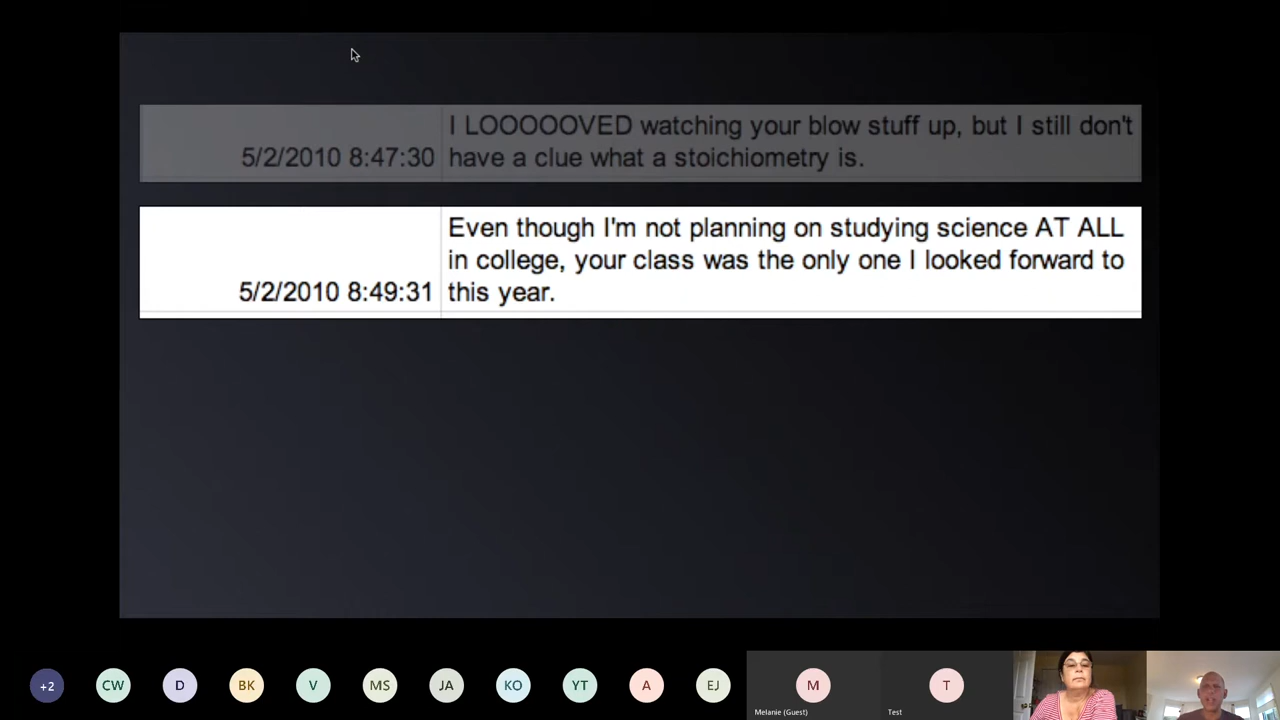 I LOOOOOVED watching your blow stuff up, but I still don't
5/2/2010 8:47:30 have a clue what a stoichiometry is.
Even though I'm not planning on studying science AT ALL
in college, your class was the only one I looked forward to
5/2/2010 8:49:31 this year.
+2 CW D BK V MS JA KO YT A EJ M T
Melanie (Guest) Test